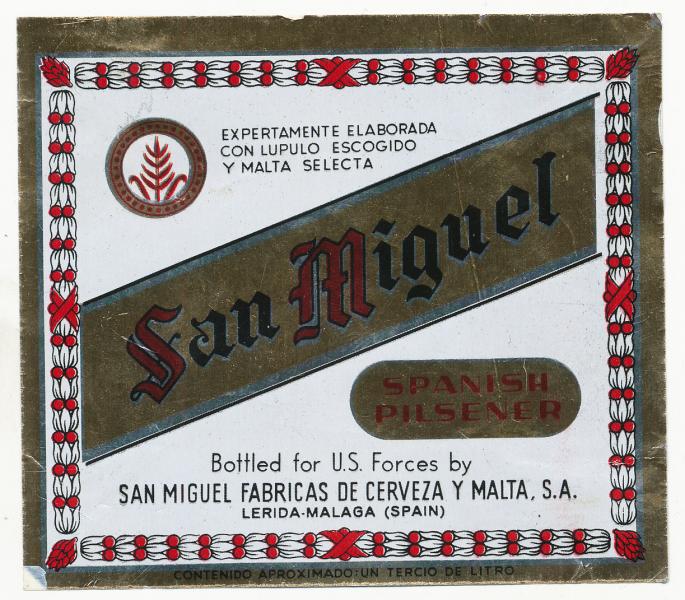 EXPERTAMENTE ELABORADA
CON LUPULO ESCOGIDO
Y MALTA SELECTA
San Miguel
SPANISH
PILSENER
Bottled for U.S. Forces by
SAN MIGUEL FABRICAS DE CERVEZA Y MALTA, S.A.
LERIDA-MALAGA (SPAIN)
CONTENIDO APROXIMADO: UN TERCIO DE LITRO